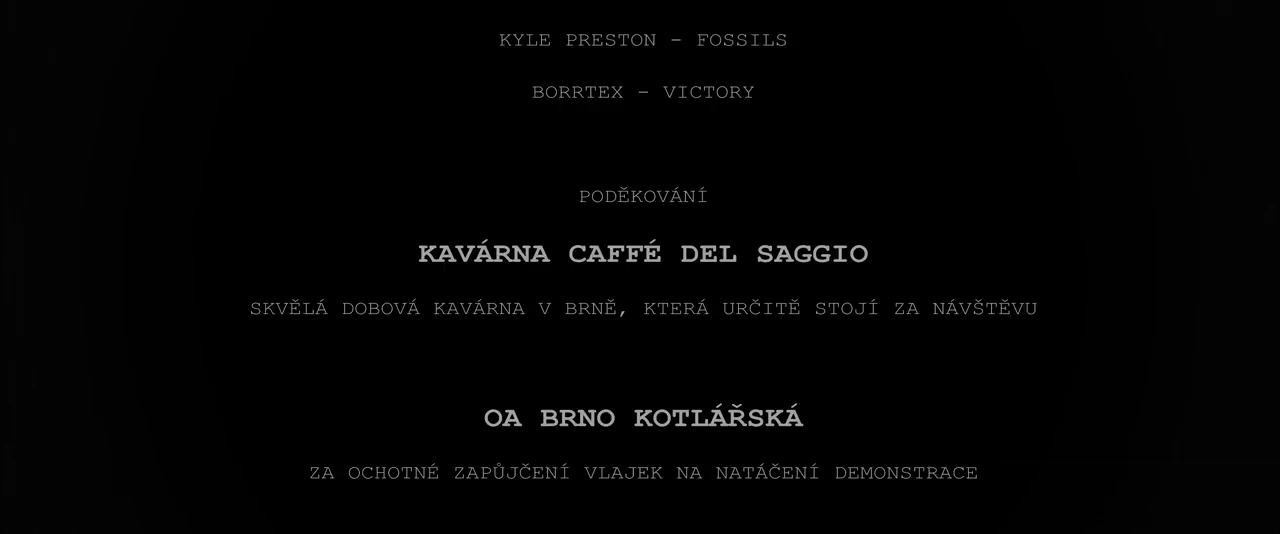 KYLE PRESTON - FOSSILS
BORRTEX - VICTORY
PODĚKOVÁNÍ
KAVÁRNA CAFFÉ DEL SAGGIO
SKVĚLÁ DOBOVÁ KAVÁRNA V BRNĚ, KTERÁ URČITĚ STOJÍ ZA NÁVŠTĚVU
OA BRNO KOTLÁŘSKÁ
ZA OCHOTNÉ ZAPŮJČENÍ VLAJEK NA NATÁČENÍ DEMONSTRACE